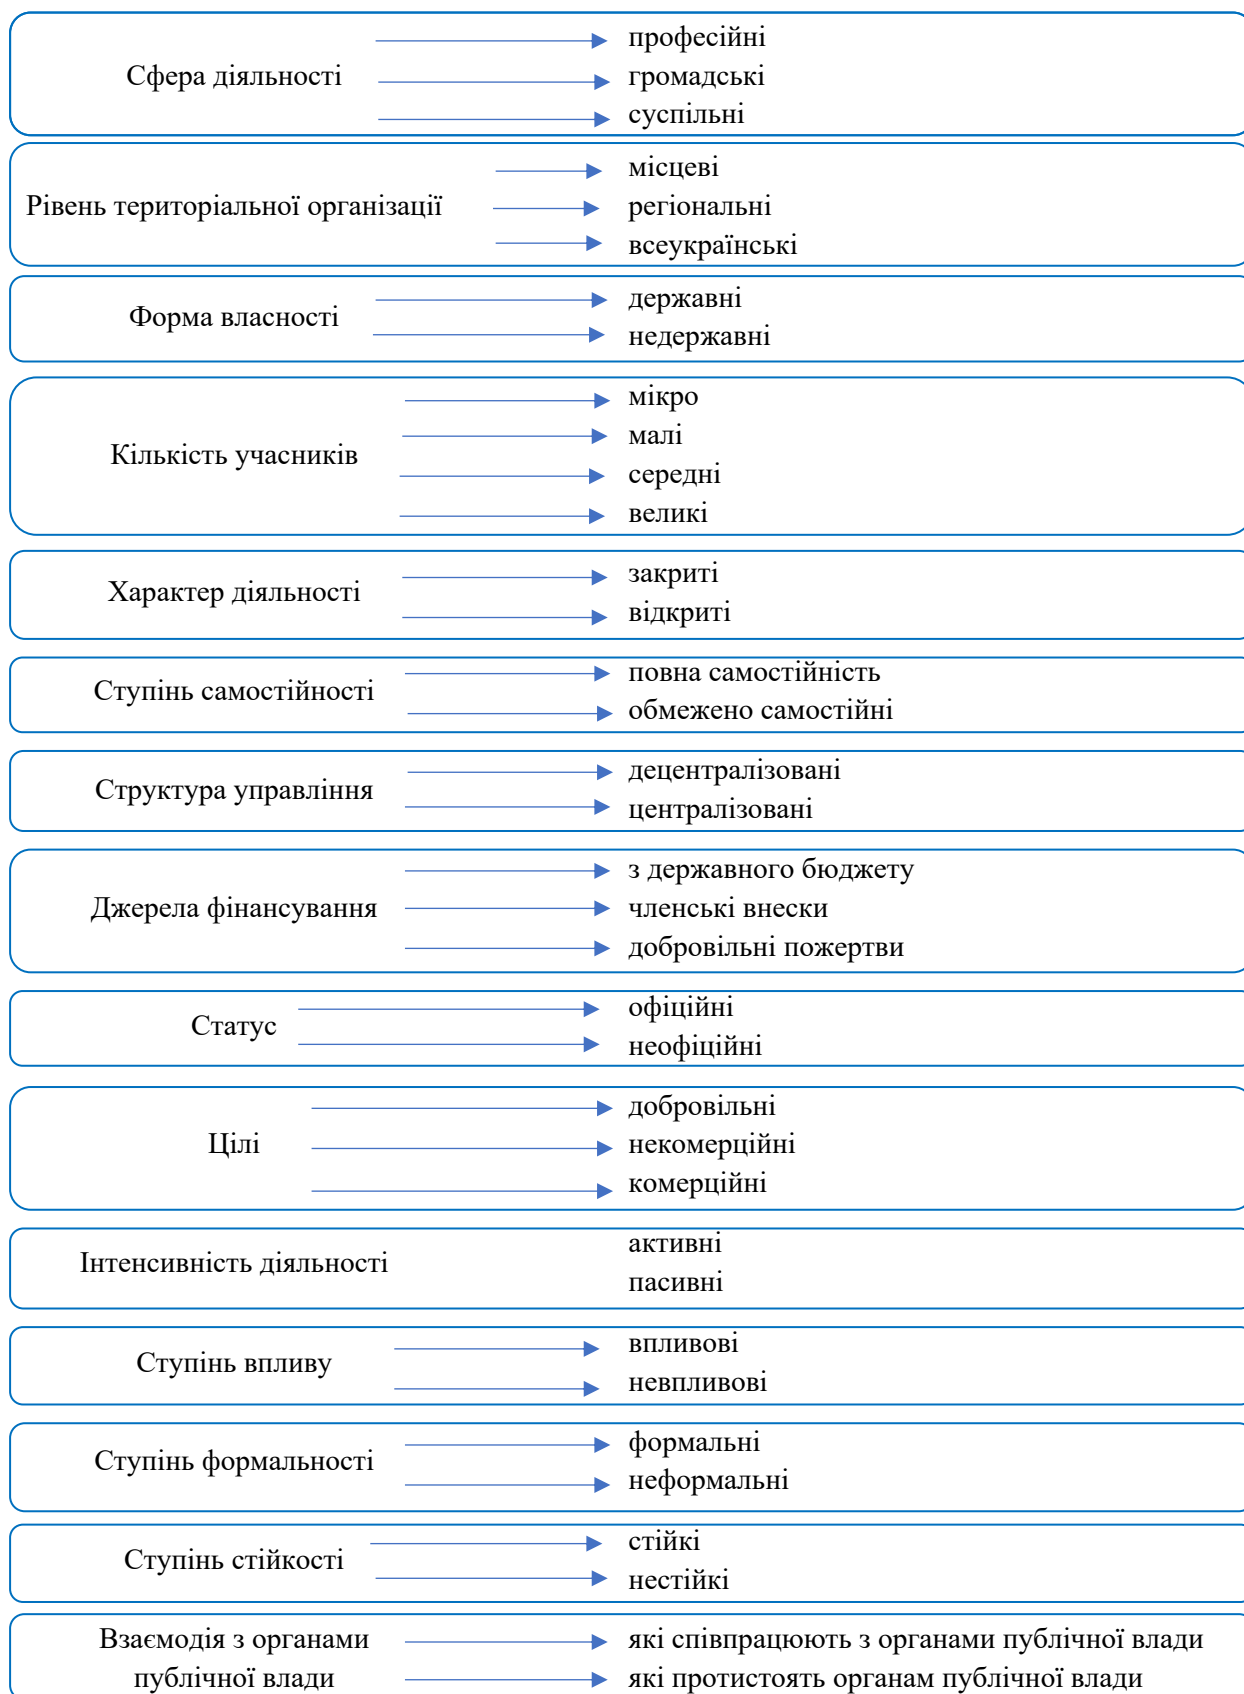 професійні
Сфера діяльності
громадські
суспільні
місцеві
Рівень територіальної організації
регіональні
всеукраїнські
державні
Форма власності
недержавні
мікро
малі
Кількість учасників
середні
великі
закриті
Характер діяльності
відкриті
повна самостійність
Ступінь самостійності
обмежено самостійні
децентралізовані
Структура управління
централізовані
з державного бюджету
Джерела фінансування
членські внески
добровільні пожертви
офіційні
Статус
неофіційні
добровільні
Цілі
некомерційні
комерційні
активні
Інтенсивність діяльності
пасивні
впливові
Ступінь впливу
невпливові
формальні
Ступінь формальності
неформальні
стійкі
Ступінь стійкості
нестійкі
Взаємодія з органами
публічної влади
які співпрацюють з органами публічної влади
які протистоять органам публічної влади